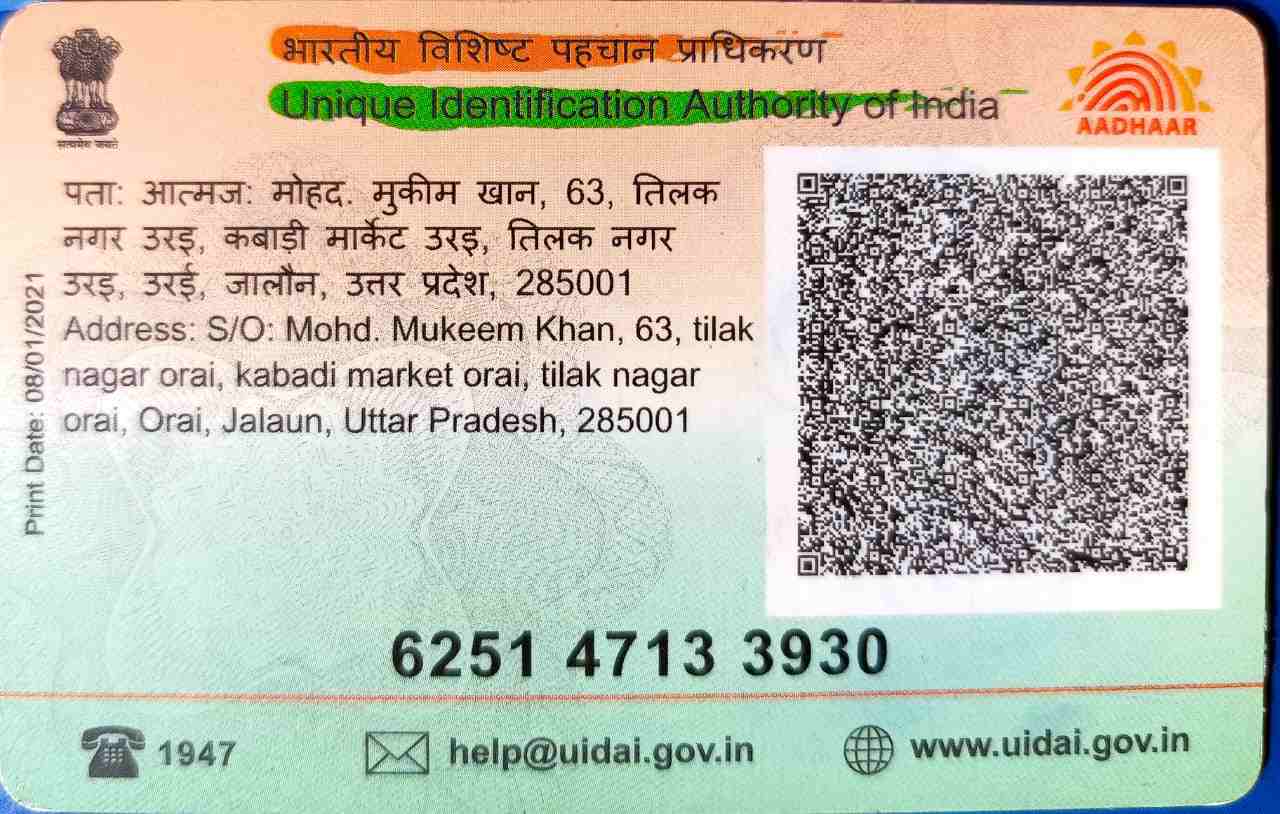 भारतीय विशिष्ट पहचान प्राधिकरण
Unique Identification Authority of India
सत्यमेव जयते
AADHAAR
पता: आत्मज: मोहद. मुकीम खान, 63, तिलक
नगर उरइ, कबाड़ी मार्केट उरइ, तिलक नगर
उरइ, उरई, जालौन, उत्तर प्रदेश, 285001
Address: S/O: Mohd. Mukeem Khan, 63, tilak
nagar orai, kabadi market orai, tilak nagar
orai, Orai, Jalaun, Uttar Pradesh, 285001
Print Date: 08/01/2021
6251 4713 3930
1947
help@uidai.gov.in
www.uidai.gov.in